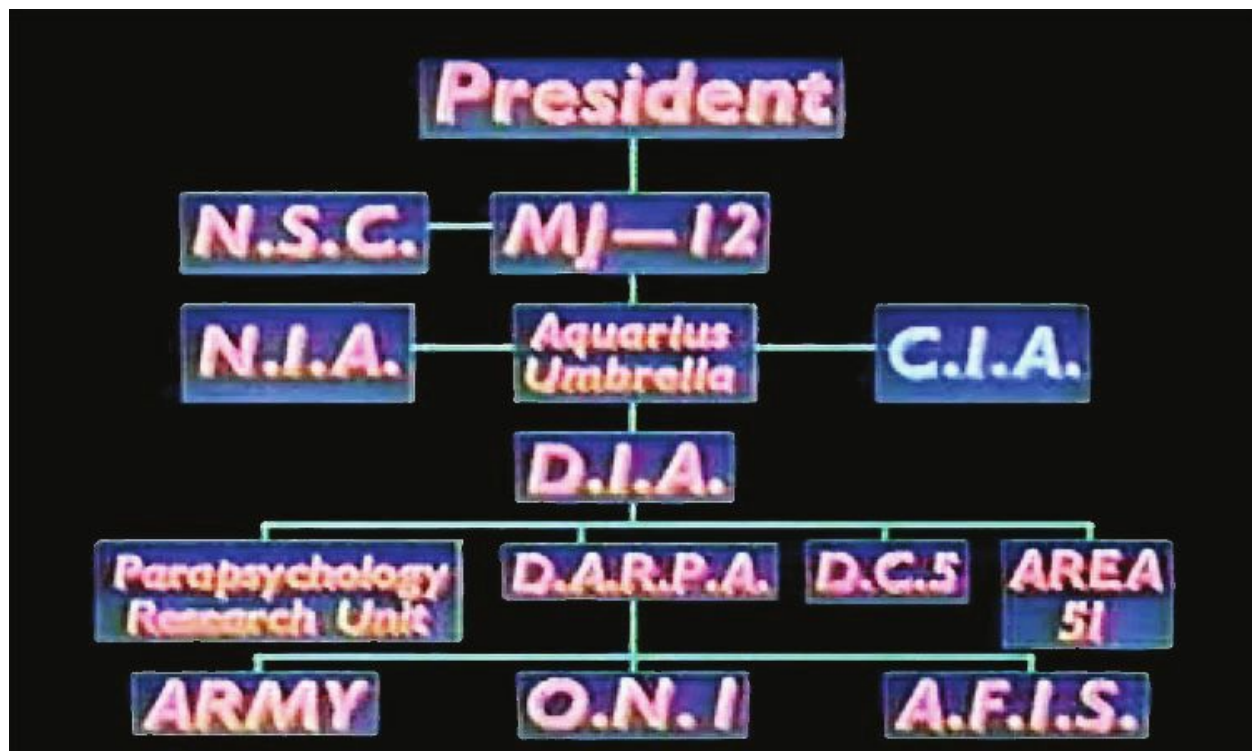 President
N.S.C.
MJ—12
N.I.A.
Aquarius
Umbrella
C.I.A.
D.I.A.
Parapsychology
Research Unit
D.A.R.P.A.
D.C.5
AREA
51
ARMY
O.N.I
A.F.I.S.